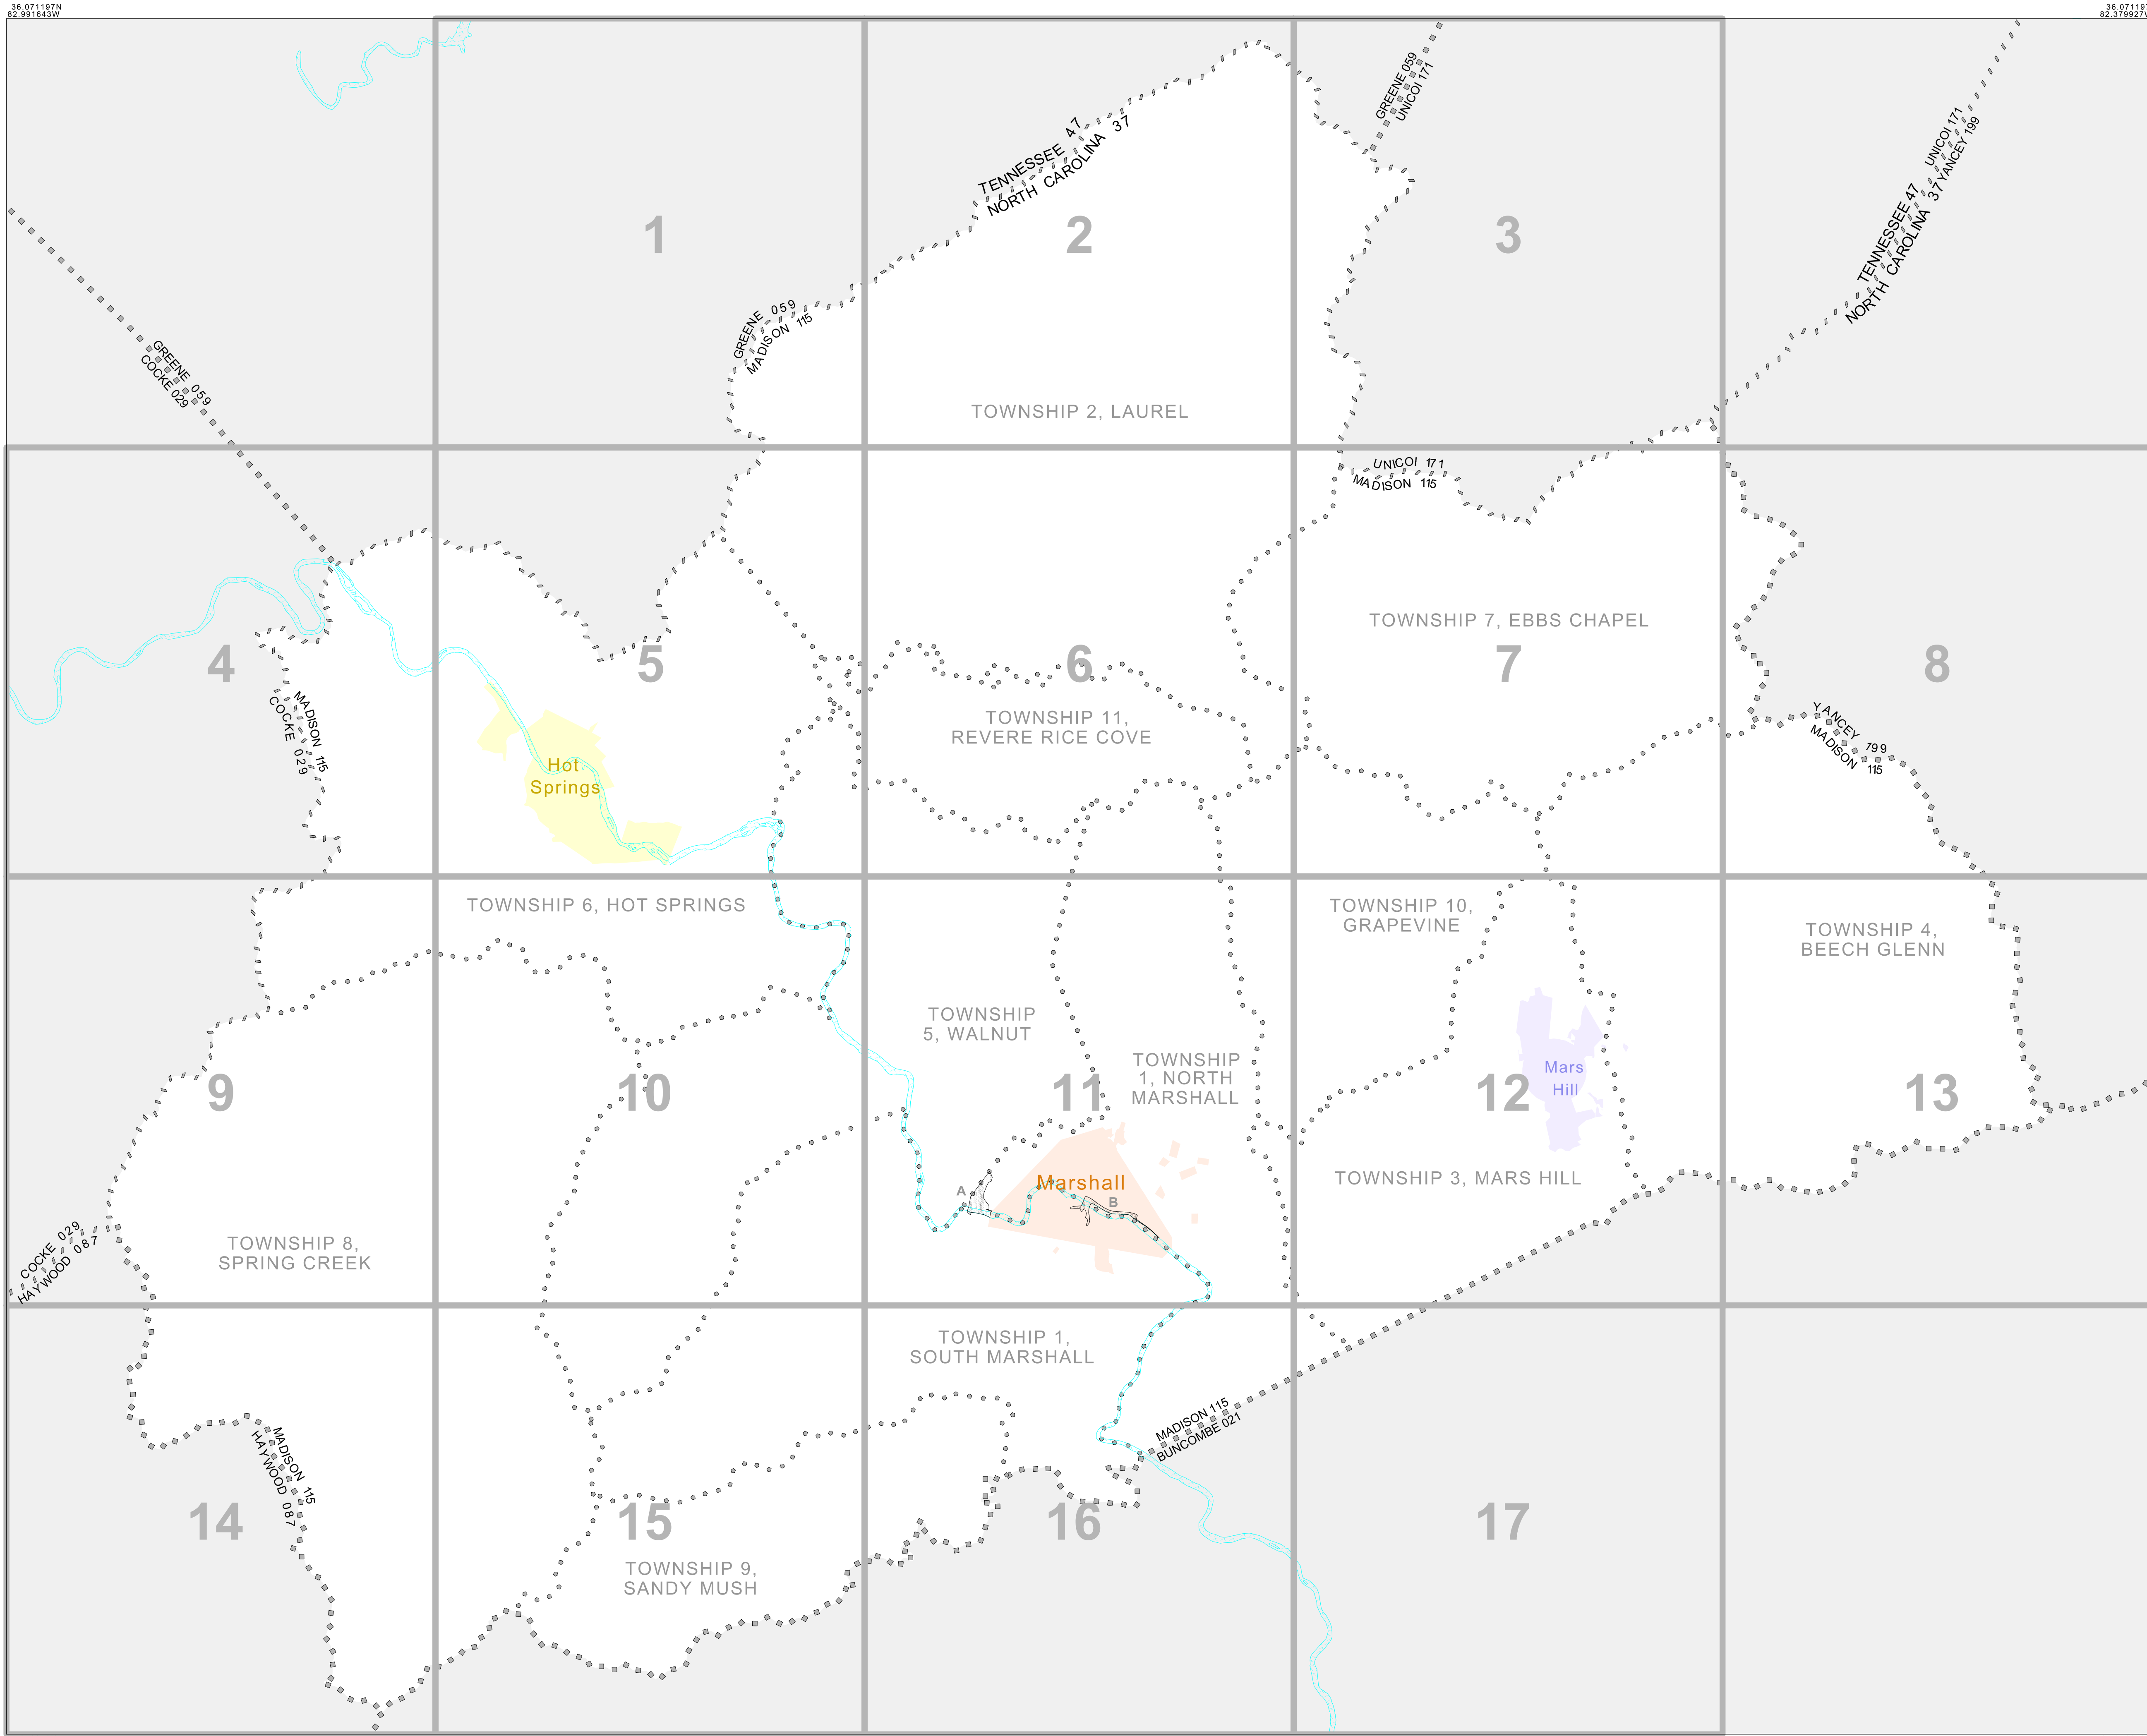 36.071197N
82.991643W
36.071197
82.379927W
GREENE 059
UNICOI 171
TENNESSEE 47
NORTH CAROLINA 37
UNICOI 171
YANCEY 199
TENNESSEE 47
NORTH CAROLINA 37
1
2
3
GREENE 059
MADISON 115
GREENE 059
COCKE 029
TOWNSHIP 2, LAUREL
UNICOI 171
MADISON 115
TOWNSHIP 7, EBBS CHAPEL
4
5
6
7
8
MADISON 115
COCKE 029
TOWNSHIP 11,
REVERE RICE COVE
YANCEY 199
MADISON 115
Hot
Springs
TOWNSHIP 6, HOT SPRINGS
TOWNSHIP 10,
GRAPEVINE
TOWNSHIP 4,
BEECH GLENN
TOWNSHIP
5, WALNUT
TOWNSHIP
1, NORTH
MARSHALL
Mars
Hill
9
10
11
12
13
Marshall
A
B
TOWNSHIP 3, MARS HILL
COCKE 029
HAYWOOD 087
TOWNSHIP 8,
SPRING CREEK
TOWNSHIP 1,
SOUTH MARSHALL
MADISON 115
BUNCOMBE 021
MADISON 115
HAYWOOD 087
14
15
16
17
TOWNSHIP 9,
SANDY MUSH